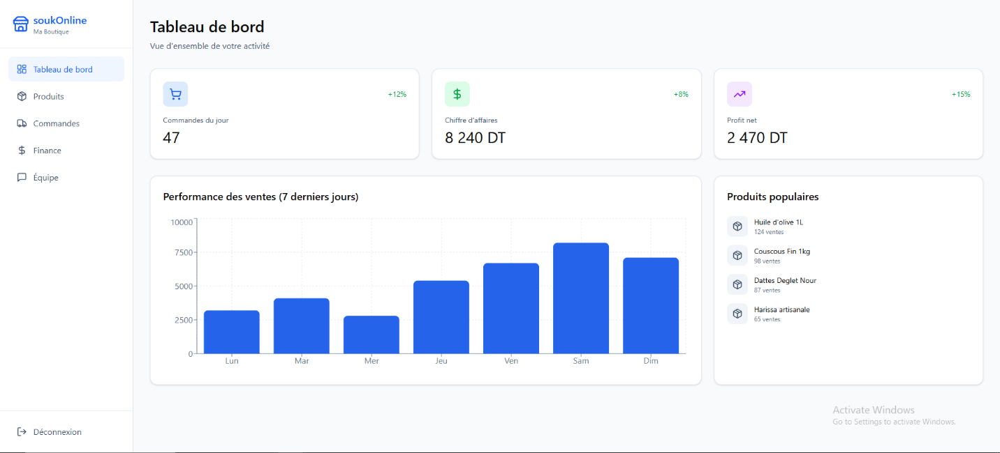 soukOnline
Ma Boutique
Tableau de bord
Produits
Commandes
Finance
Équipe
Déconnexion
Tableau de bord
Vue d'ensemble de votre activité
+12%
Commandes du jour
47
+8%
Chiffre d'affaires
8 240 DT
+15%
Profit net
2 470 DT
Performance des ventes (7 derniers jours)
10000
7500
5000
2500
0
Lun Mar Mer Jeu Ven Sam Dim
Produits populaires
Huile d'olive 1L
124 ventes
Couscous Fin 1kg
98 ventes
Dattes Deglet Nour
87 ventes
Harissa artisanale
65 ventes
Activate Windows
Go to Settings to activate Windows.